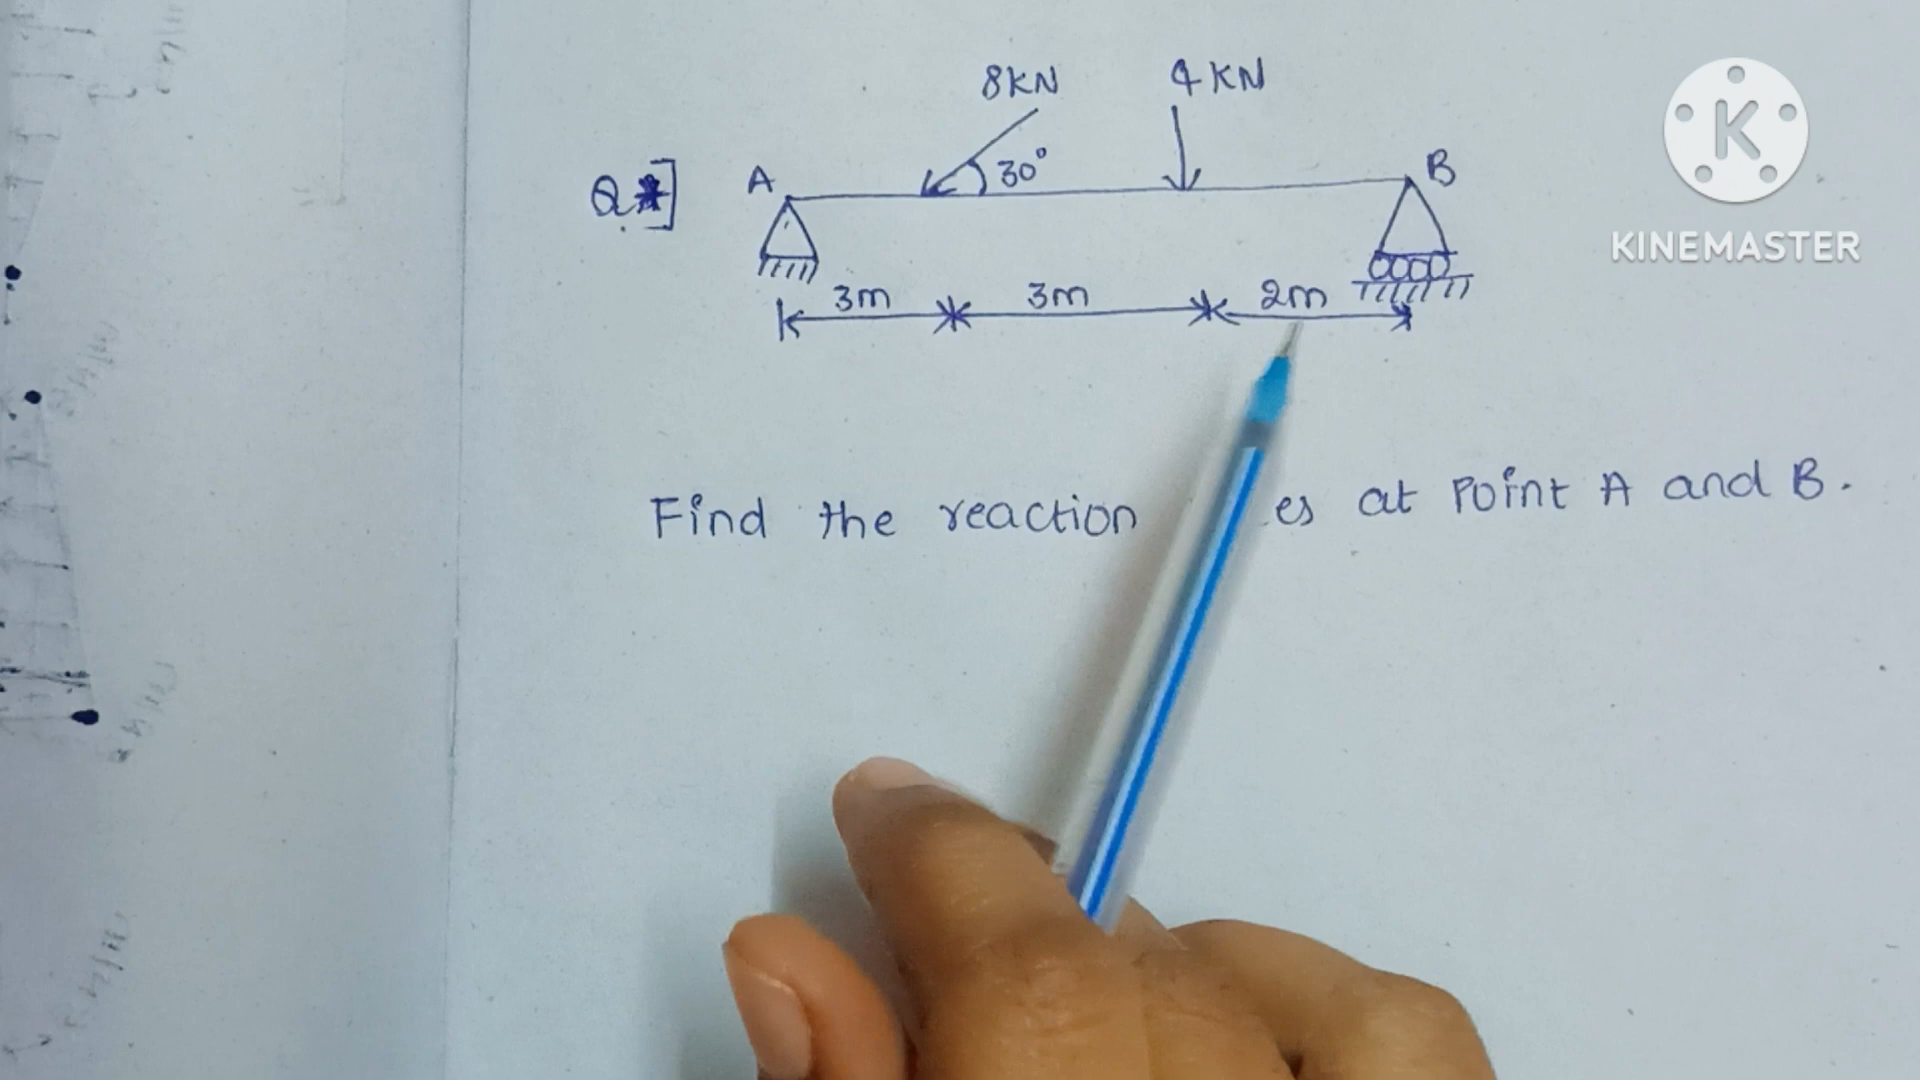 8KN
4KN
Q
A
30°
B
3m
3m
2m
Find the reaction es at Point A and B.
K
KINEMASTER